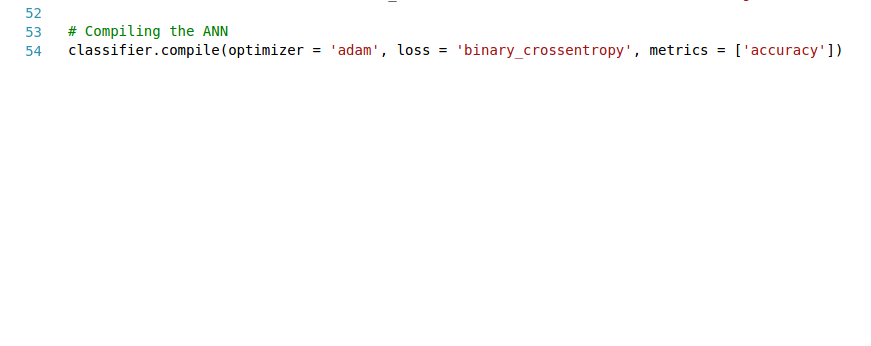 52
53 # Compiling the ANN
54 classifier.compile(optimizer = 'adam', loss = 'binary_crossentropy', metrics = ['accuracy'])